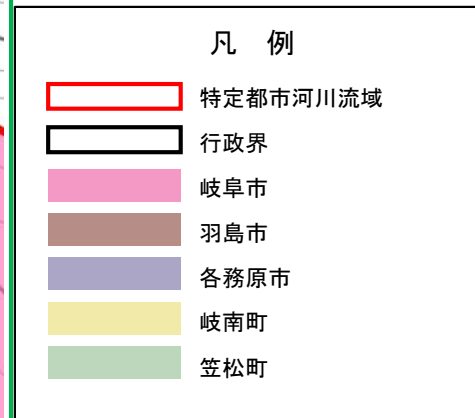 凡 例
特定都市河川流域
行政界
岐阜市
羽島市
各務原市
岐南町
笠松町